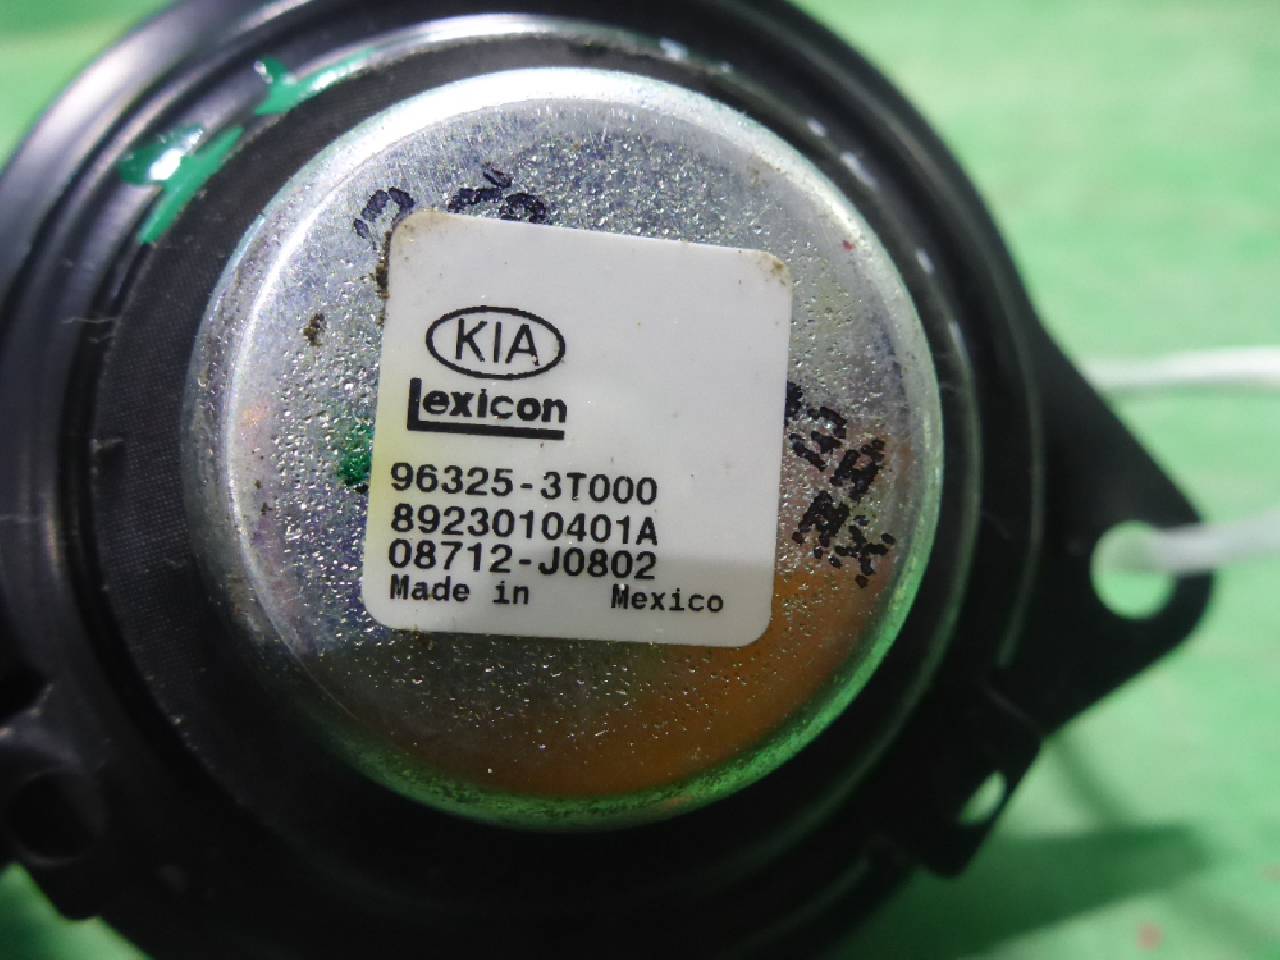 KIA
Lexicon
96325-3T000
8923010401A
08712-J0802
Made in Mexico